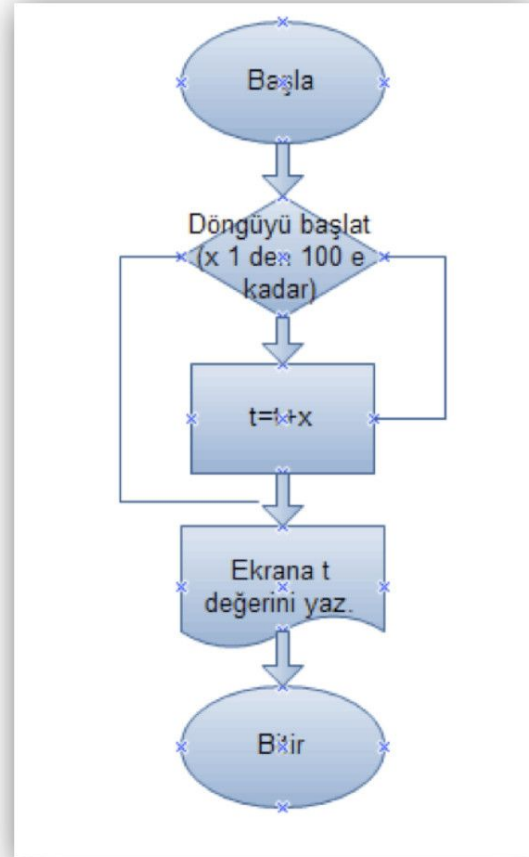 Başla
Döngüyü başlat
(x 1 den 100 e
kadar)
t=t+x
Ekrana t
değerini yaz.
Bitir